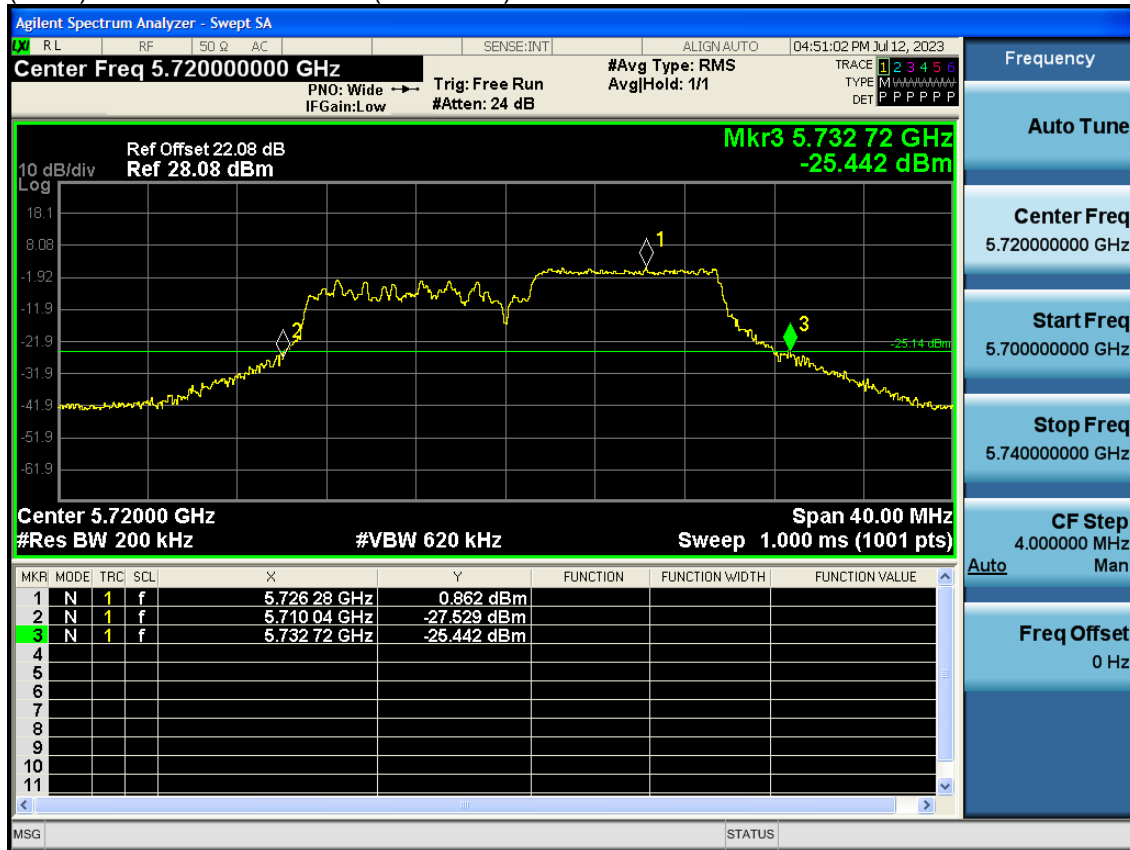 Agilent Spectrum Analyzer - Swept SA
LXI RL RF 50 Ω AC SENSE:INT ALIGN AUTO 04:51:02 PM Jul 12, 2023
Center Freq 5.720000000 GHz
PNO: Wide
IFGain:Low
Trig: Free Run
#Atten: 24 dB
#Avg Type: RMS
Avg|Hold: 1/1
TRACE 1 2 3 4 5 6
TYPE M W W W W W
DET P P P P P P
Mkr3 5.732 72 GHz
-25.442 dBm
Ref Offset 22.08 dB
10 dB/div Ref 28.08 dBm
Log
18.1
8.08
-1.92
-11.9
-21.9
-31.9
-41.9
-51.9
-61.9
1
2
3
-25.14 dBm
Center 5.72000 GHz Span 40.00 MHz
#Res BW 200 kHz #VBW 620 kHz Sweep 1.000 ms (1001 pts)
MKR MODE TRC SCL X Y FUNCTION FUNCTION WIDTH FUNCTION VALUE
1 N 1 f 5.726 28 GHz 0.862 dBm
2 N 1 f 5.710 04 GHz -27.529 dBm
3 N 1 f 5.732 72 GHz -25.442 dBm
4
5
6
7
8
9
10
11
MSG STATUS
Frequency
Auto Tune
Center Freq
5.720000000 GHz
Start Freq
5.700000000 GHz
Stop Freq
5.740000000 GHz
CF Step
4.000000 MHz
Auto Man
Freq Offset
0 Hz